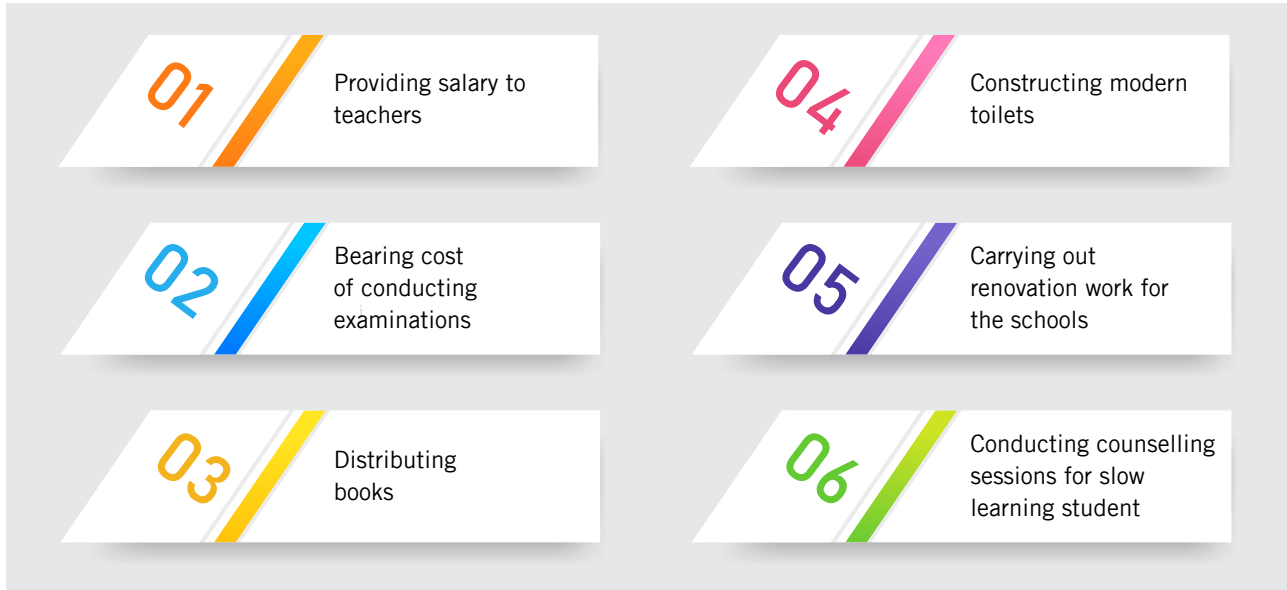 01
Providing salary to
teachers
02
Bearing cost
of conducting
examinations
03
Distributing
books
04
Constructing modern
toilets
05
Carrying out
renovation work for
the schools
06
Conducting counselling
sessions for slow
learning student